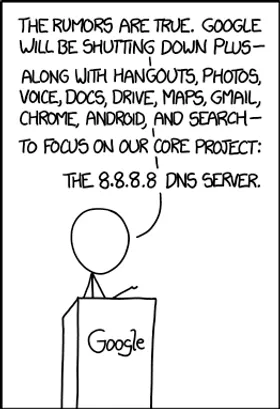 THE RUMORS ARE TRUE. GOOGLE
WILL BE SHUTTING DOWN PLUS—
ALONG WITH HANGOUTS, PHOTOS,
VOICE, DOCS, DRIVE, MAPS, GMAIL,
CHROME, ANDROID, AND SEARCH—
TO FOCUS ON OUR CORE PROJECT:
THE 8.8.8.8 DNS SERVER.
Google